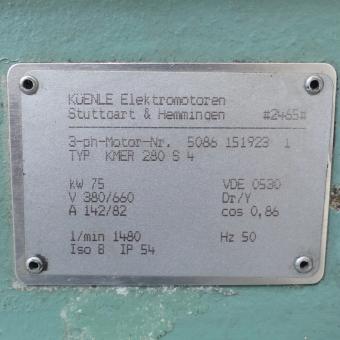 KÜENLE Elektromotoren
Stuttgart & Hemmingen #2465#
3-ph-Motor-Nr. 5086 151923 1
TYP KMER 280 S 4
kW 75 VDE 0530
V 380/660 Dr/Y
A 142/82 cos 0,86
1/min 1480 Hz 50
Iso B IP 54